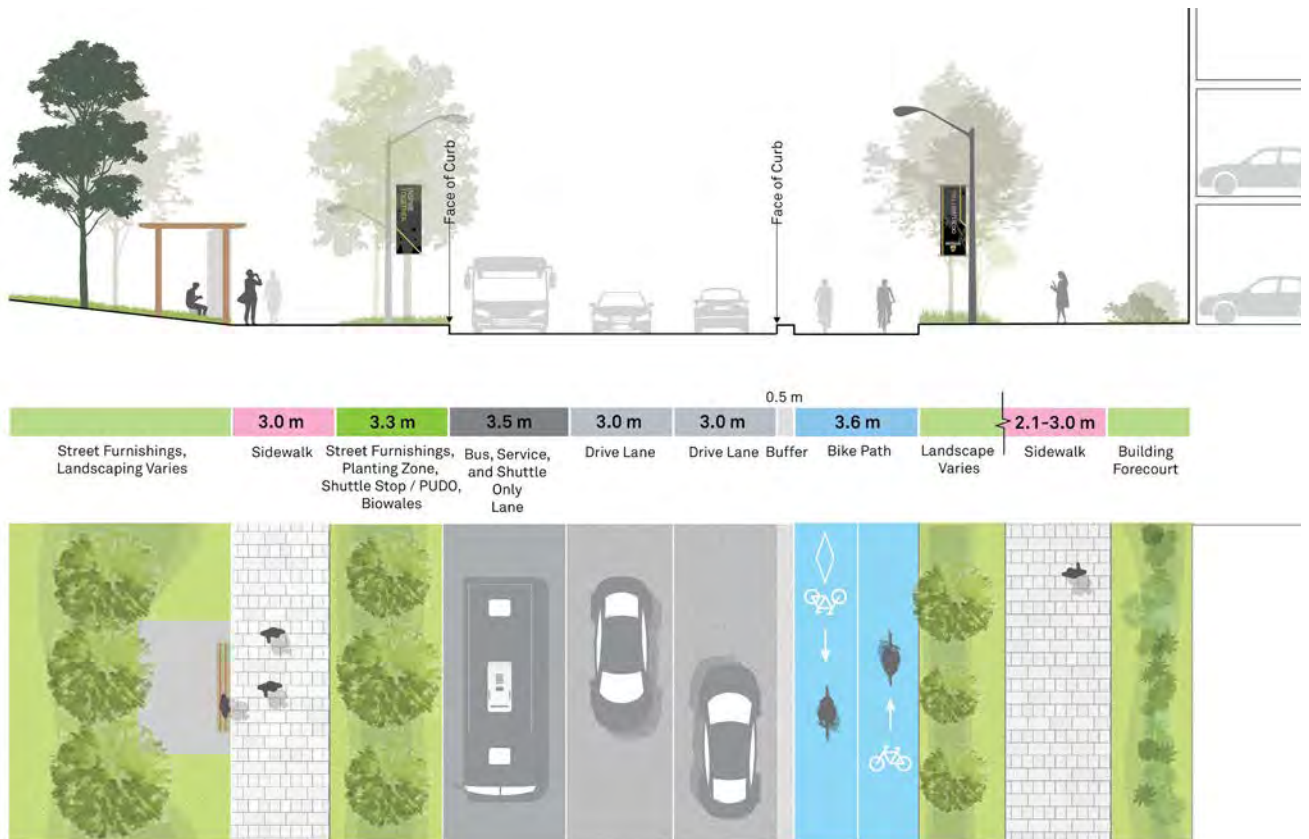 Face of Curb
Face of Curb
INSPIRE
TOGETHER
0.5 m
3.0 m
3.3 m
3.5 m
3.0 m
3.0 m
3.6 m
2.1-3.0 m
Street Furnishings,
Landscaping Varies
Sidewalk
Street Furnishings,
Planting Zone,
Shuttle Stop / PUDO,
Biowales
Bus, Service,
and Shuttle
Only
Lane
Drive Lane
Drive Lane
Buffer
Bike Path
Landscape
Varies
Sidewalk
Building
Forecourt